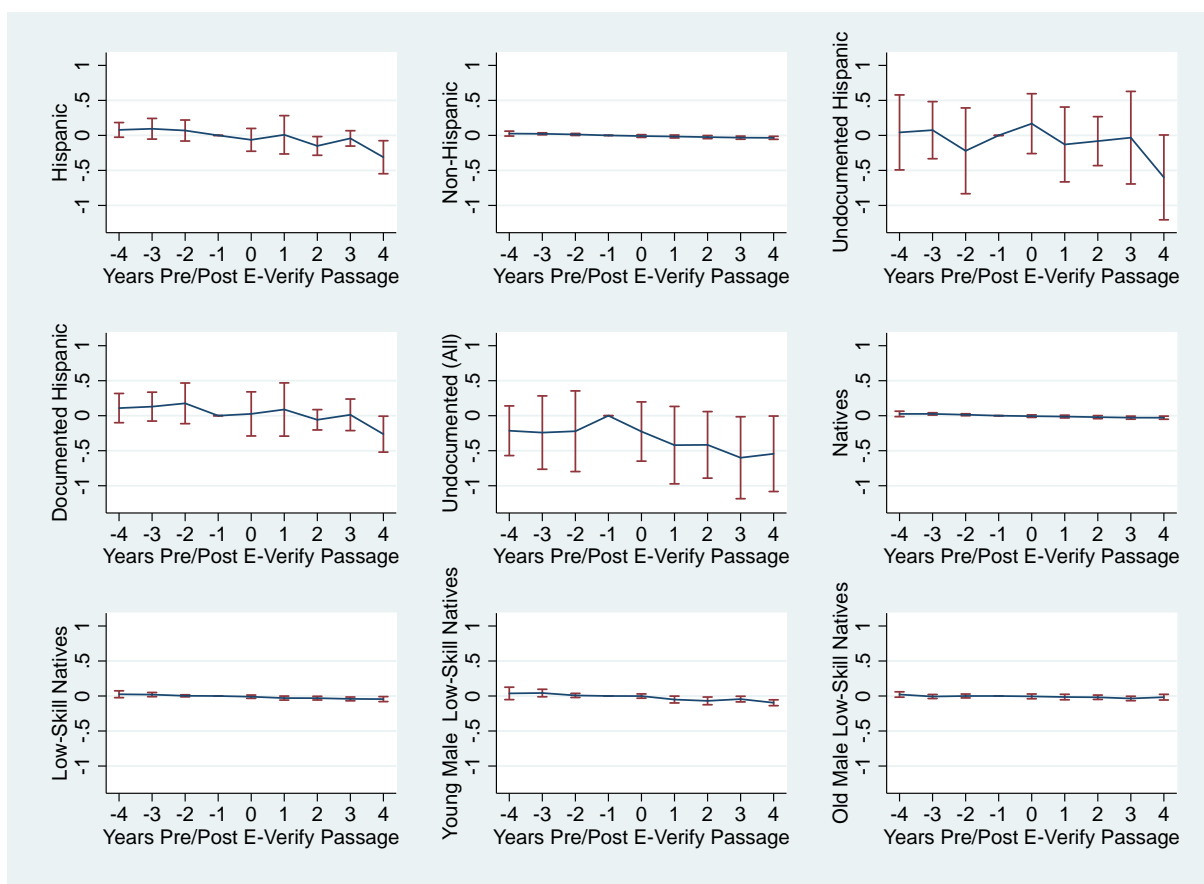 Hispanic
1
.5
0
-.5
-1
-4 -3 -2 -1 0 1 2 3 4
Years Pre/Post E-Verify Passage
Non-Hispanic
1
.5
0
-.5
-1
-4 -3 -2 -1 0 1 2 3 4
Years Pre/Post E-Verify Passage
Undocumented Hispanic
1
.5
0
-.5
-1
-4 -3 -2 -1 0 1 2 3 4
Years Pre/Post E-Verify Passage
Documented Hispanic
1
.5
0
-.5
-1
-4 -3 -2 -1 0 1 2 3 4
Years Pre/Post E-Verify Passage
Undocumented (All)
1
.5
0
-.5
-1
-4 -3 -2 -1 0 1 2 3 4
Years Pre/Post E-Verify Passage
Natives
1
.5
0
-.5
-1
-4 -3 -2 -1 0 1 2 3 4
Years Pre/Post E-Verify Passage
Low-Skill Natives
1
.5
0
-.5
-1
-4 -3 -2 -1 0 1 2 3 4
Years Pre/Post E-Verify Passage
Young Male Low-Skill Natives
1
.5
0
-.5
-1
-4 -3 -2 -1 0 1 2 3 4
Years Pre/Post E-Verify Passage
Old Male Low-Skill Natives
1
.5
0
-.5
-1
-4 -3 -2 -1 0 1 2 3 4
Years Pre/Post E-Verify Passage